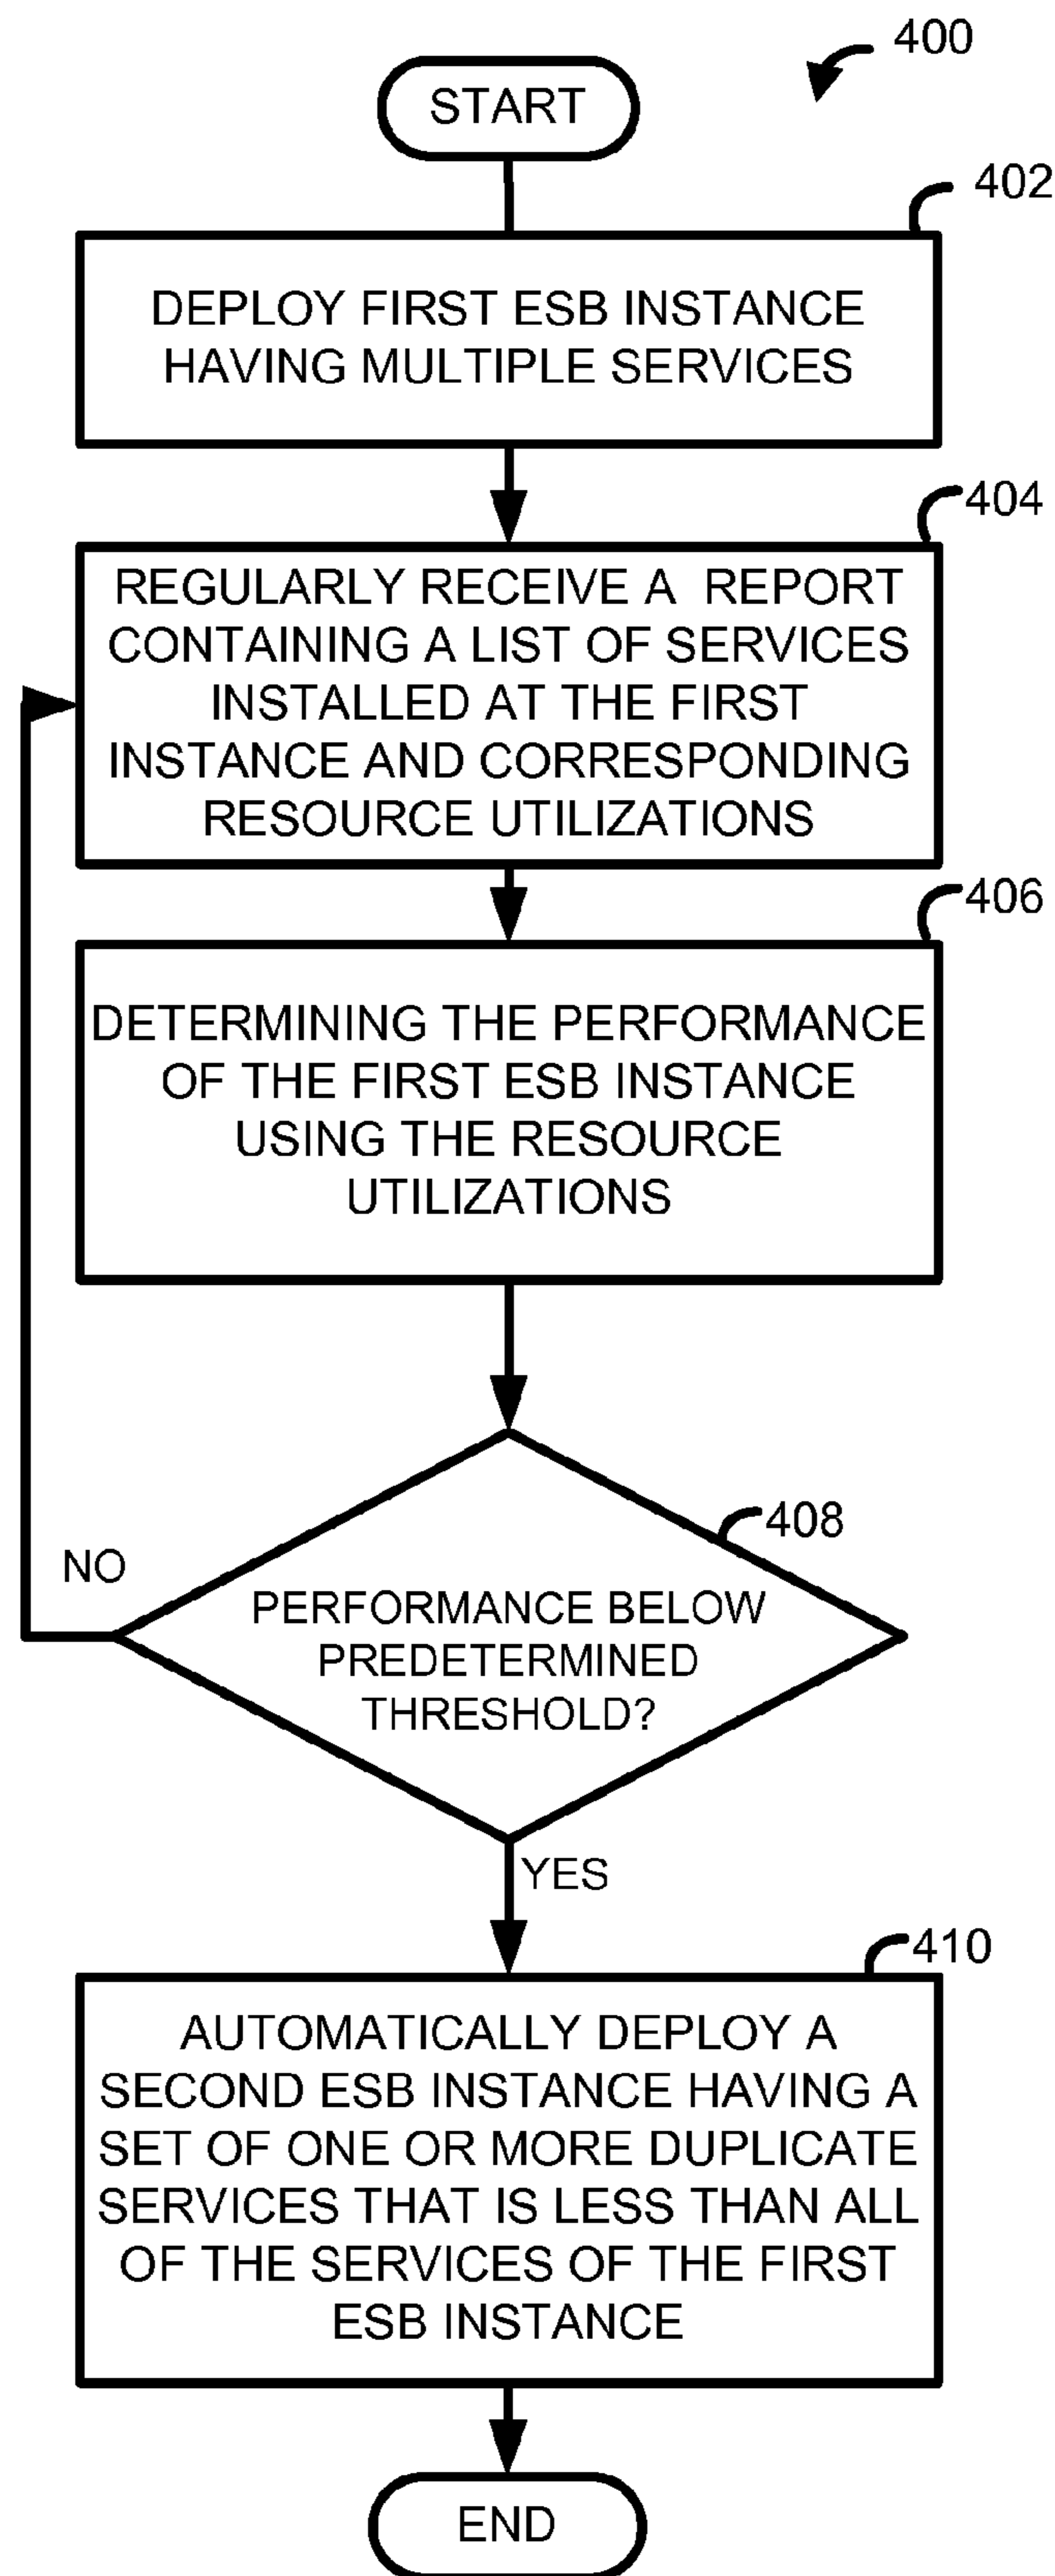 400
START
402
DEPLOY FIRST ESB INSTANCE
HAVING MULTIPLE SERVICES
404
REGULARLY RECEIVE A REPORT
CONTAINING A LIST OF SERVICES
INSTALLED AT THE FIRST
INSTANCE AND CORRESPONDING
RESOURCE UTILIZATIONS
406
DETERMINING THE PERFORMANCE
OF THE FIRST ESB INSTANCE
USING THE RESOURCE
UTILIZATIONS
408
NO
PERFORMANCE BELOW
PREDETERMINED
THRESHOLD?
YES
410
AUTOMATICALLY DEPLOY A
SECOND ESB INSTANCE HAVING A
SET OF ONE OR MORE DUPLICATE
SERVICES THAT IS LESS THAN ALL
OF THE SERVICES OF THE FIRST
ESB INSTANCE
END